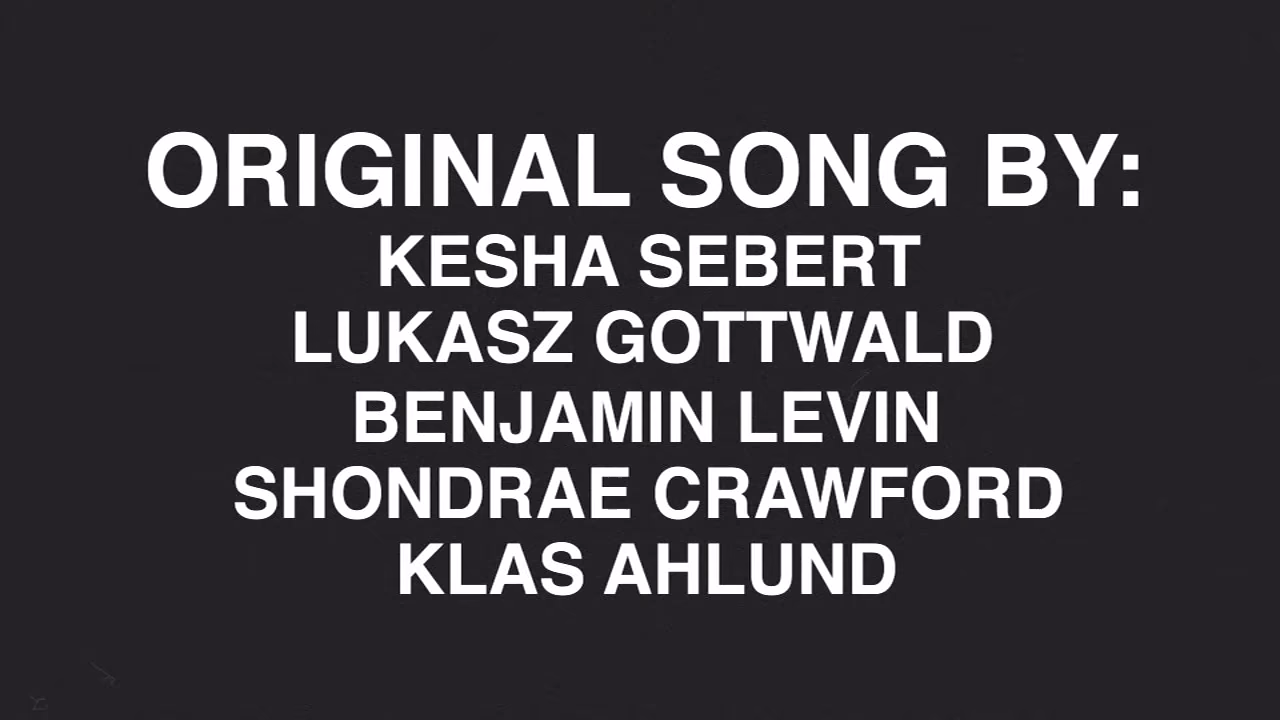 ORIGINAL SONG BY:
KESHA SEBERT
LUKASZ GOTTWALD
BENJAMIN LEVIN
SHONDRAE CRAWFORD
KLAS AHLUND